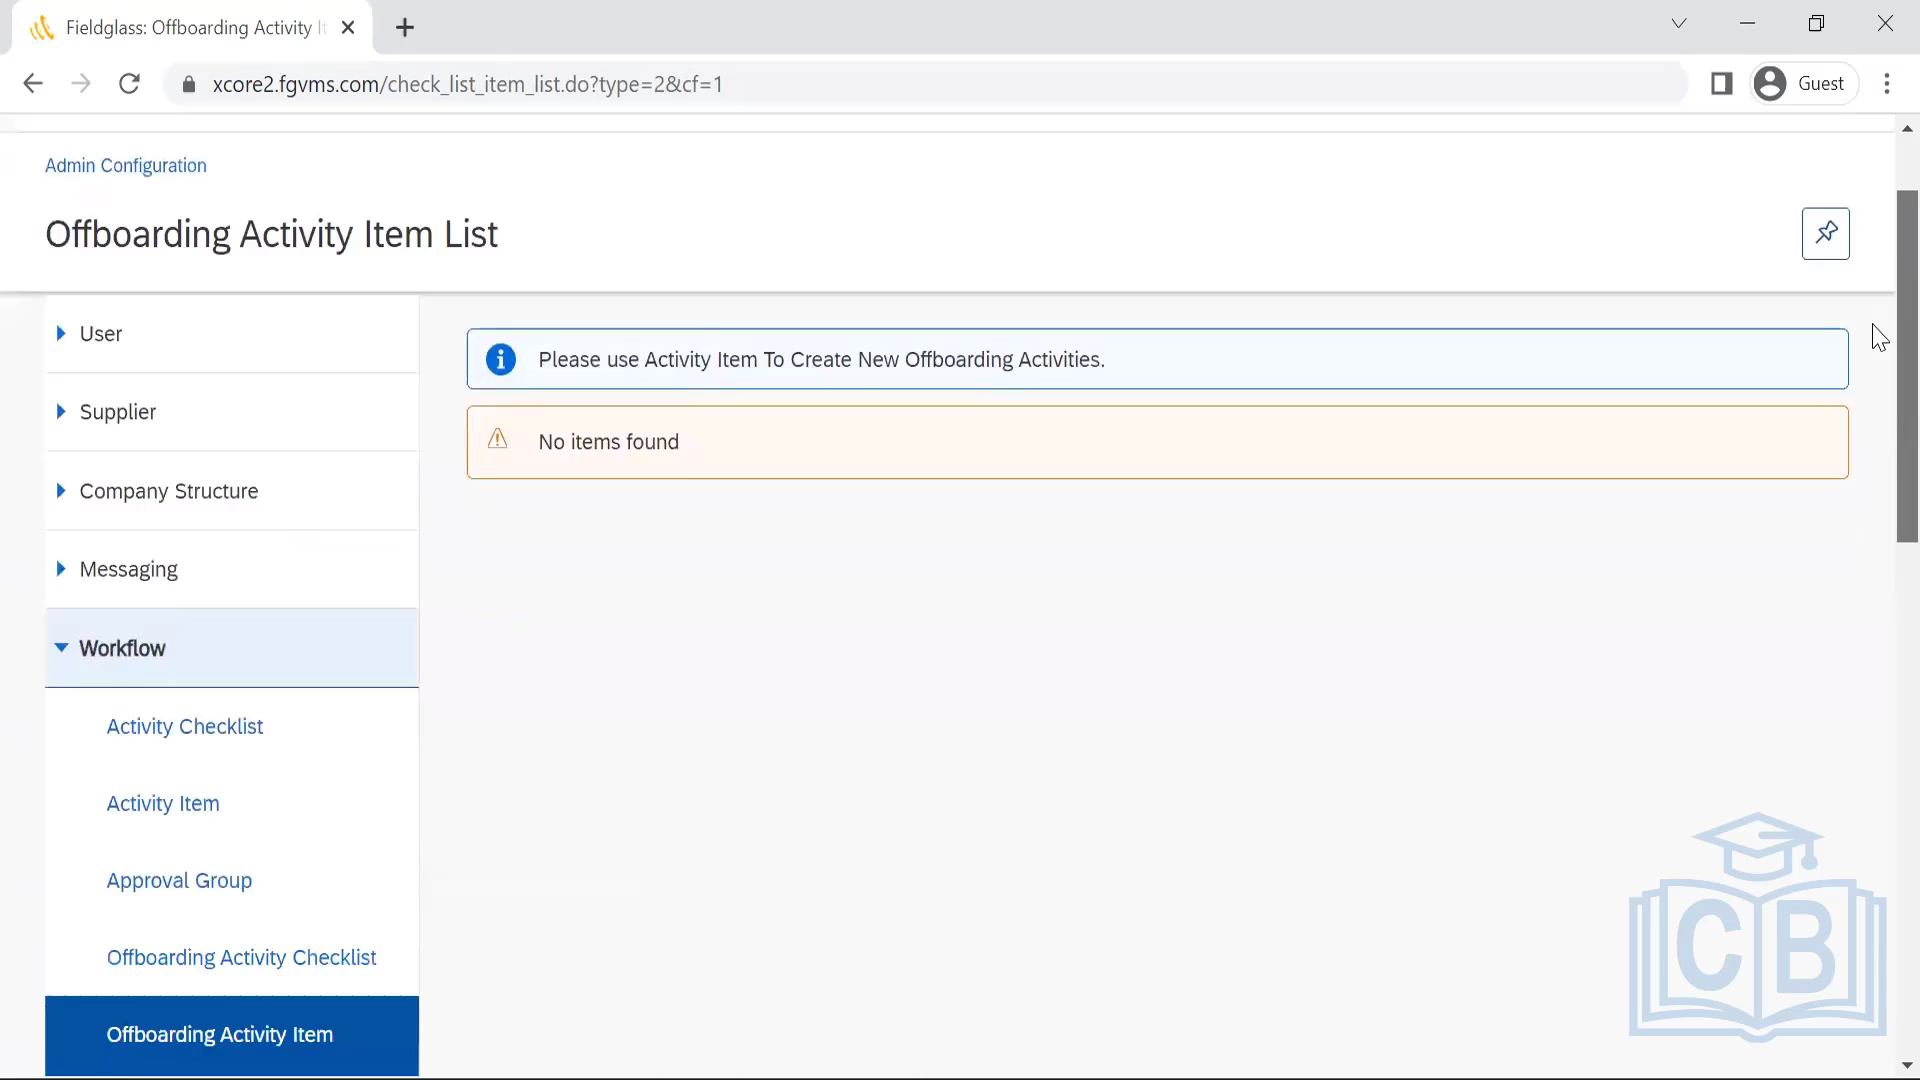 Fieldglass: Offboarding Activity It
xcore2.fgvms.com/check_list_item_list.do?type=2&cf=1
Guest
Admin Configuration
Offboarding Activity Item List
User
Supplier
Company Structure
Messaging
Workflow
Activity Checklist
Activity Item
Approval Group
Offboarding Activity Checklist
Offboarding Activity Item
Please use Activity Item To Create New Offboarding Activities.
No items found
CB